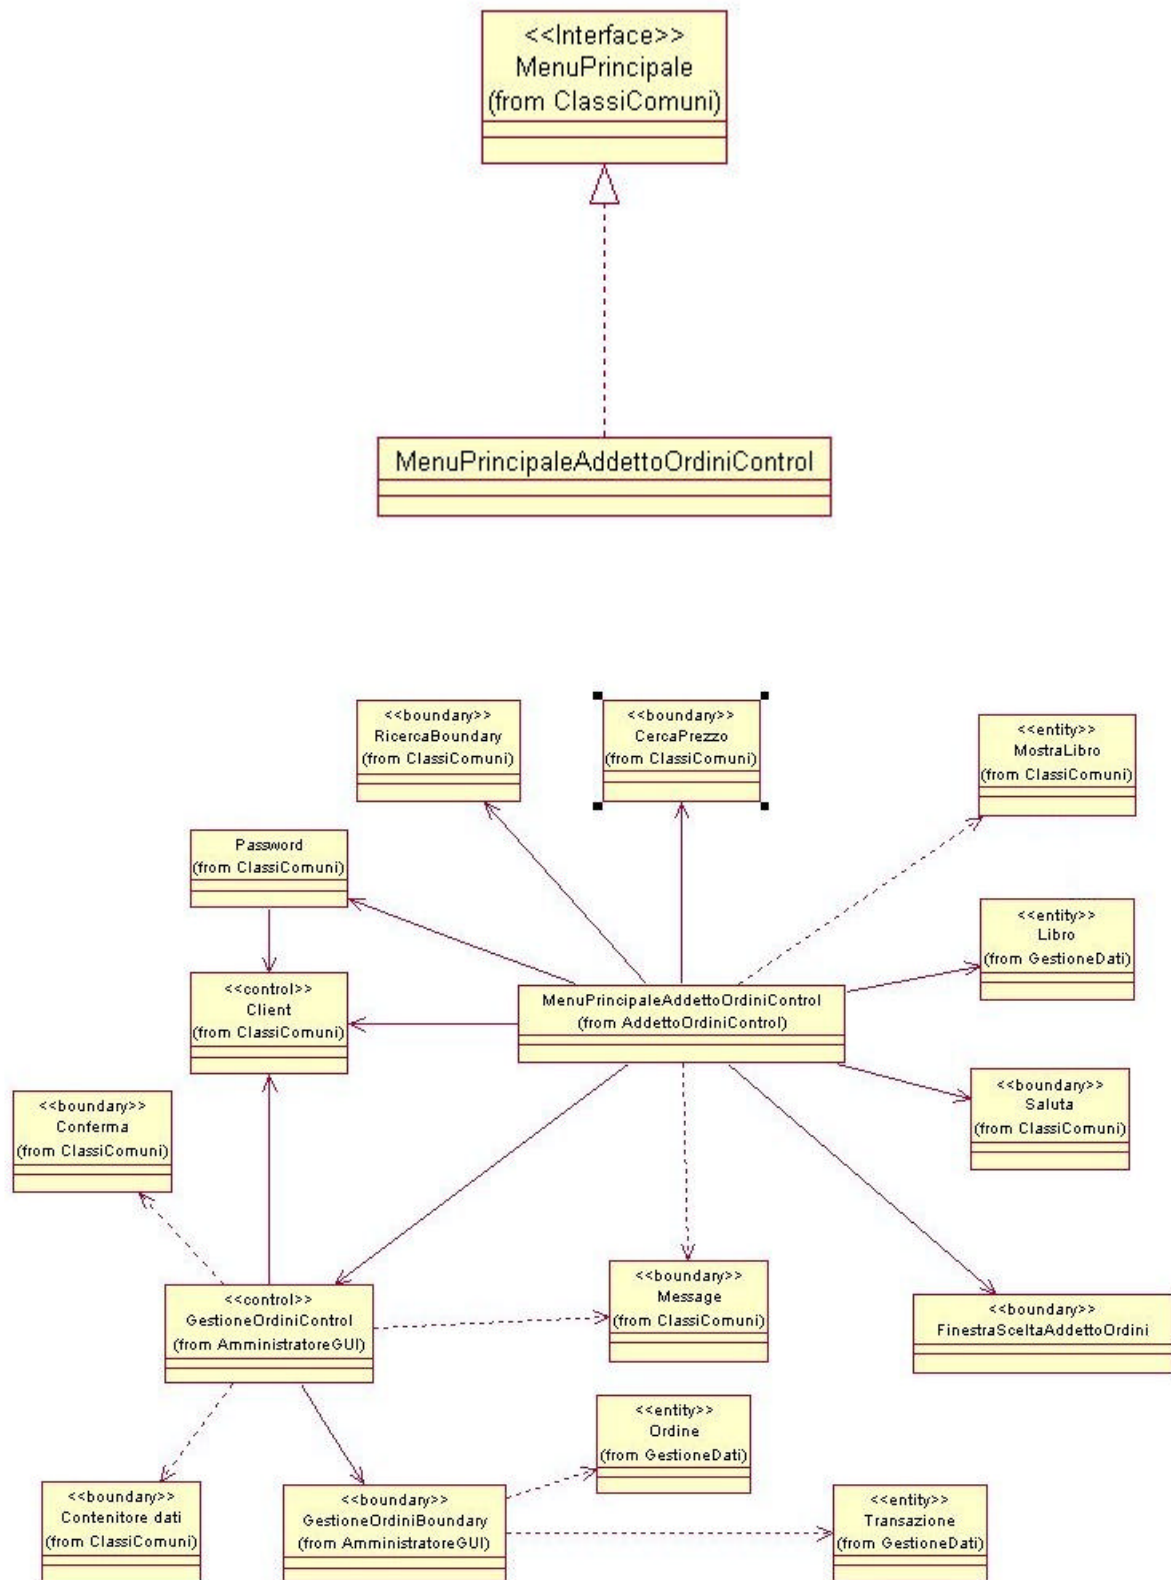 <<Interface>>
MenuPrincipale
(from ClassiComuni)
MenuPrincipaleAddettoOrdiniControl
<<boundary>>
RicercaBoundary
(from ClassiComuni)
<<boundary>>
CercaPrezzo
(from ClassiComuni)
<<entity>>
MostraLibro
(from ClassiComuni)
Password
(from ClassiComuni)
<<entity>>
Libro
(from GestioneDati)
<<control>>
Client
(from ClassiComuni)
MenuPrincipaleAddettoOrdiniControl
(from AddettoOrdiniControl)
<<boundary>>
Saluta
(from ClassiComuni)
<<boundary>>
Conferma
(from ClassiComuni)
<<control>>
GestioneOrdiniControl
(from AmministratoreGUI)
<<boundary>>
Message
(from ClassiComuni)
<<boundary>>
FinestraSceltaAddettoOrdini
<<entity>>
Ordine
(from GestioneDati)
<<boundary>>
Contenitore dati
(from ClassiComuni)
<<boundary>>
GestioneOrdiniBoundary
(from AmministratoreGUI)
<<entity>>
Transazione
(from GestioneDati)